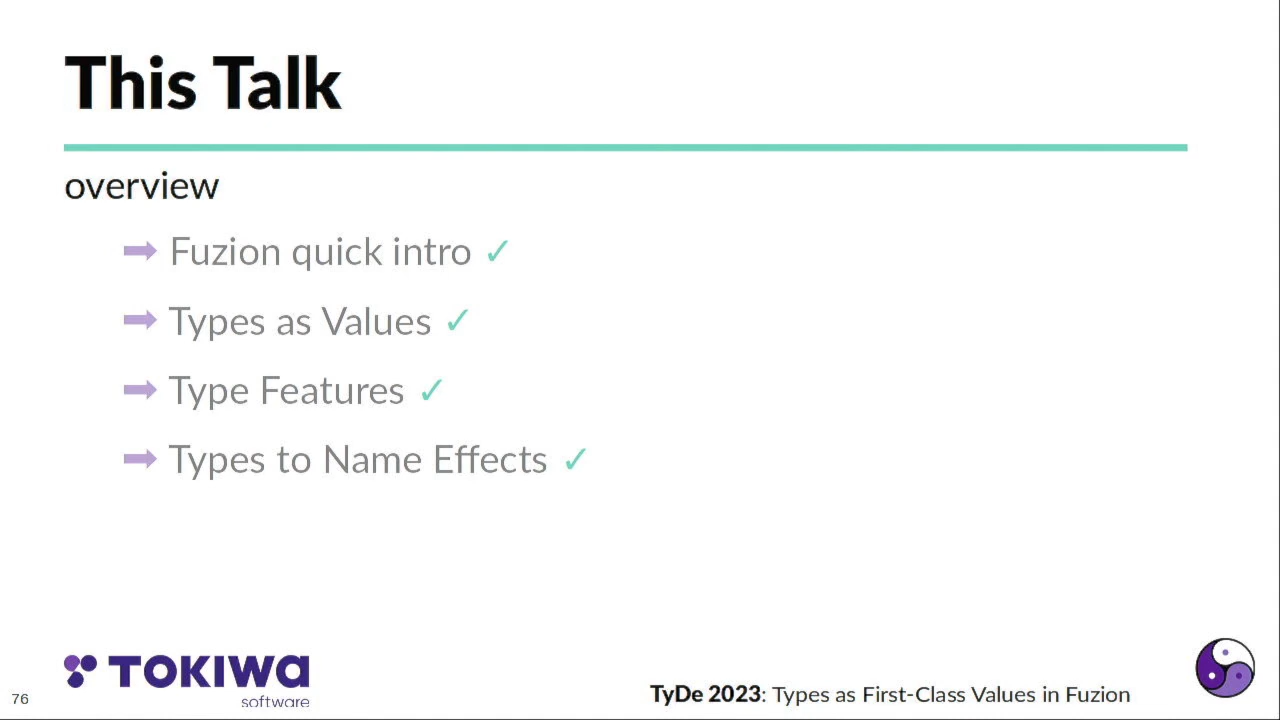 This Talk
overview
Fuzion quick intro ✓
Types as Values ✓
Type Features ✓
Types to Name Effects ✓
TOKIWA
software
76
TyDe 2023: Types as First-Class Values in Fuzion